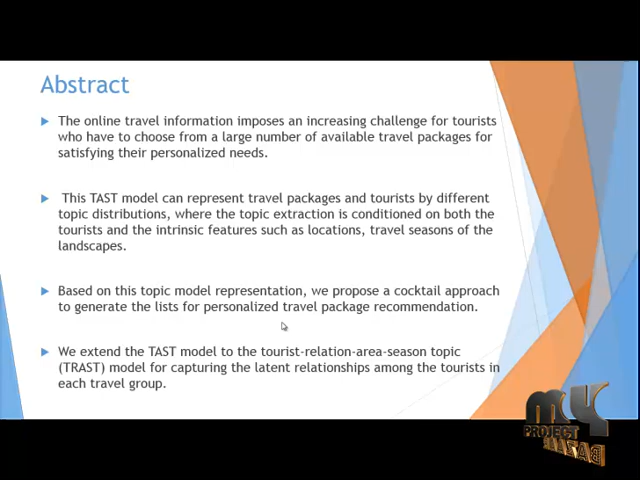 Abstract
The online travel information imposes an increasing challenge for tourists
who have to choose from a large number of available travel packages for
satisfying their personalized needs.
This TAST model can represent travel packages and tourists by different
topic distributions, where the topic extraction is conditioned on both the
tourists and the intrinsic features such as locations, travel seasons of the
landscapes.
Based on this topic model representation, we propose a cocktail approach
to generate the lists for personalized travel package recommendation.
We extend the TAST model to the tourist-relation-area-season topic
(TRAST) model for capturing the latent relationships among the tourists in
each travel group.
PROJECT